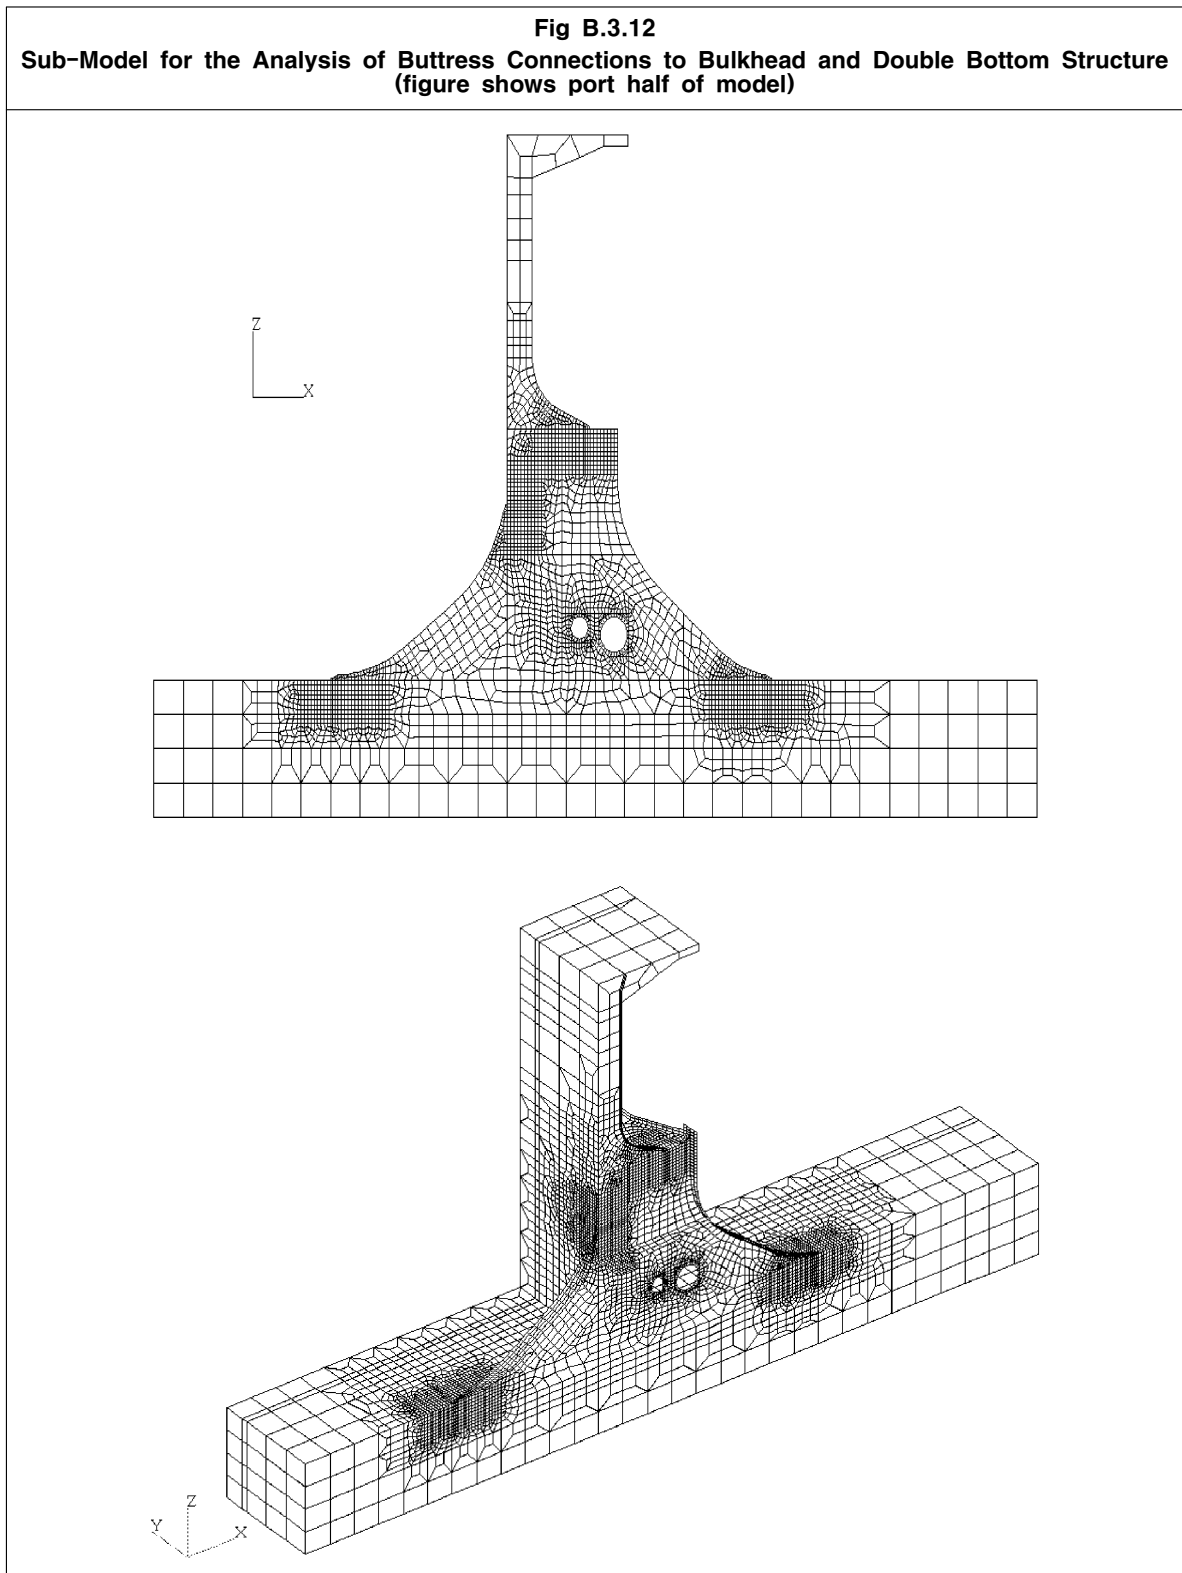 Fig B.3.12
Sub-Model for the Analysis of Buttress Connections to Bulkhead and Double Bottom Structure
(figure shows port half of model)
Z
X
Z
Y
X